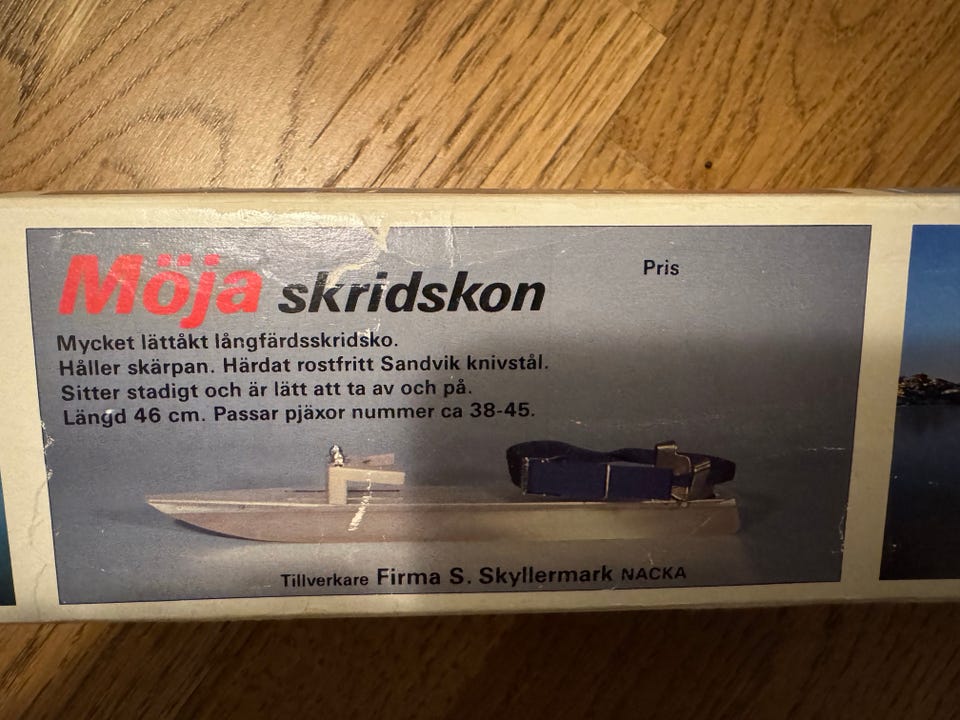 Möja skridskon
Pris
Mycket lättåkt långfärdsskridsko.
Håller skärpan. Härdat rostfritt Sandvik knivstål.
Sitter stadigt och är lätt att ta av och på.
Längd 46 cm. Passar pjäxor nummer ca 38-45.
Tillverkare Firma S. Skyllermark NACKA